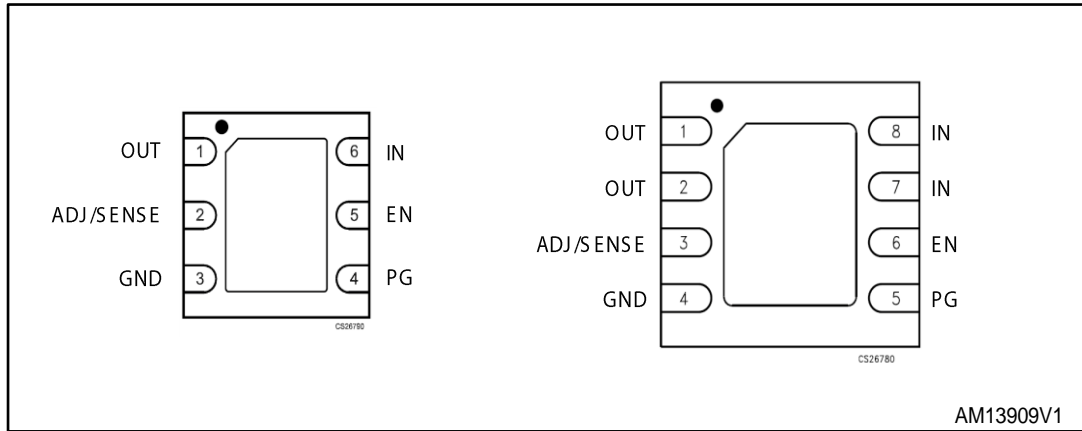 OUT 1 6 IN
ADJ/SENSE 2 5 EN
GND 3 4 PG
CS26790
OUT 1 8 IN
OUT 2 7 IN
ADJ/SENSE 3 6 EN
GND 4 5 PG
CS26780
AM13909V1